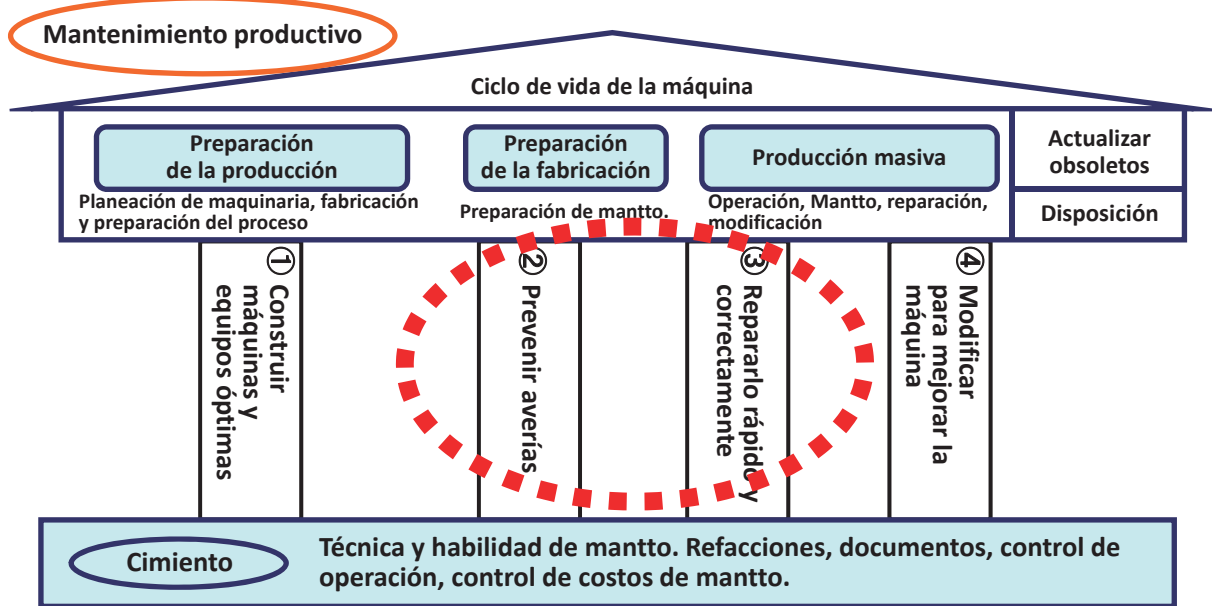 Mantenimiento productivo
Ciclo de vida de la máquina
Preparación
de la producción
Planeación de maquinaria, fabricación
y preparación del proceso
Preparación
de la fabricación
Preparación de mantto.
Producción masiva
Operación, Mantto, reparación,
modificación
Actualizar
obsoletos
Disposición
① Construir
máquinas y
equipos óptimas
② Prevenir averías
③ Repararlo rápido y
correctamente
④ Modificar
para mejorar la
máquina
Cimiento
Técnica y habilidad de mantto. Refacciones, documentos, control de
operación, control de costos de mantto.